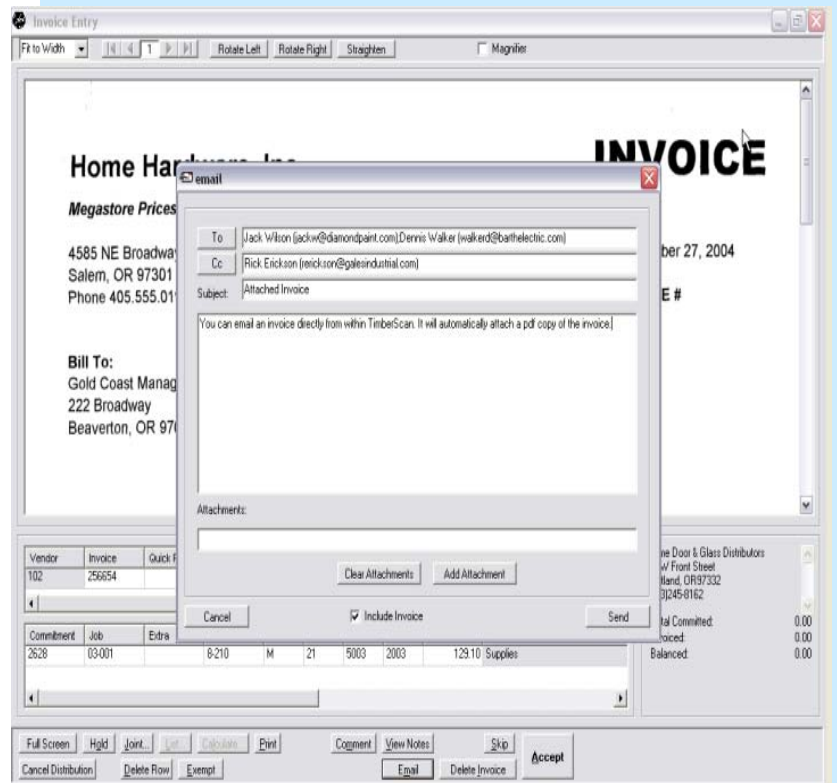 Invoice Entry
Fit to Width 1 Rotate Left Rotate Right Straighten Magnifier
Home Hardware, Inc
INVOICE
Megastore Prices
4585 NE Broadway
Salem, OR 97301
Phone 405.555.01
ber 27, 2004
E #
Bill To:
Gold Coast Manag
222 Broadway
Beaverton, OR 970
email
To Jack Wilson (jackw@diamondpaint.com);Dennis Walker (walkerd@barthelectric.com)
Cc Rick Erickson (rerickson@galesindustrial.com)
Subject: Attached Invoice
You can email an invoice directly from within TimberScan. It will automatically attach a pdf copy of the invoice.
Attachments:
Clear Attachments Add Attachment
Cancel Include Invoice Send
Vendor Invoice Quick
102 256654
ne Door & Glass Distributors
W Front Street
tland, OR97332
3)245-8162
tal Committed: 0.00
oiced: 0.00
Balanced: 0.00
Commitment Job Extra
2628 03-001 8-210 M 21 5003 2003 129.10 Supplies
Full Screen Hold Joint... List... Calculate Print Comment View Notes Skip Accept
Cancel Distribution Delete Row Exempt Email Delete Invoice